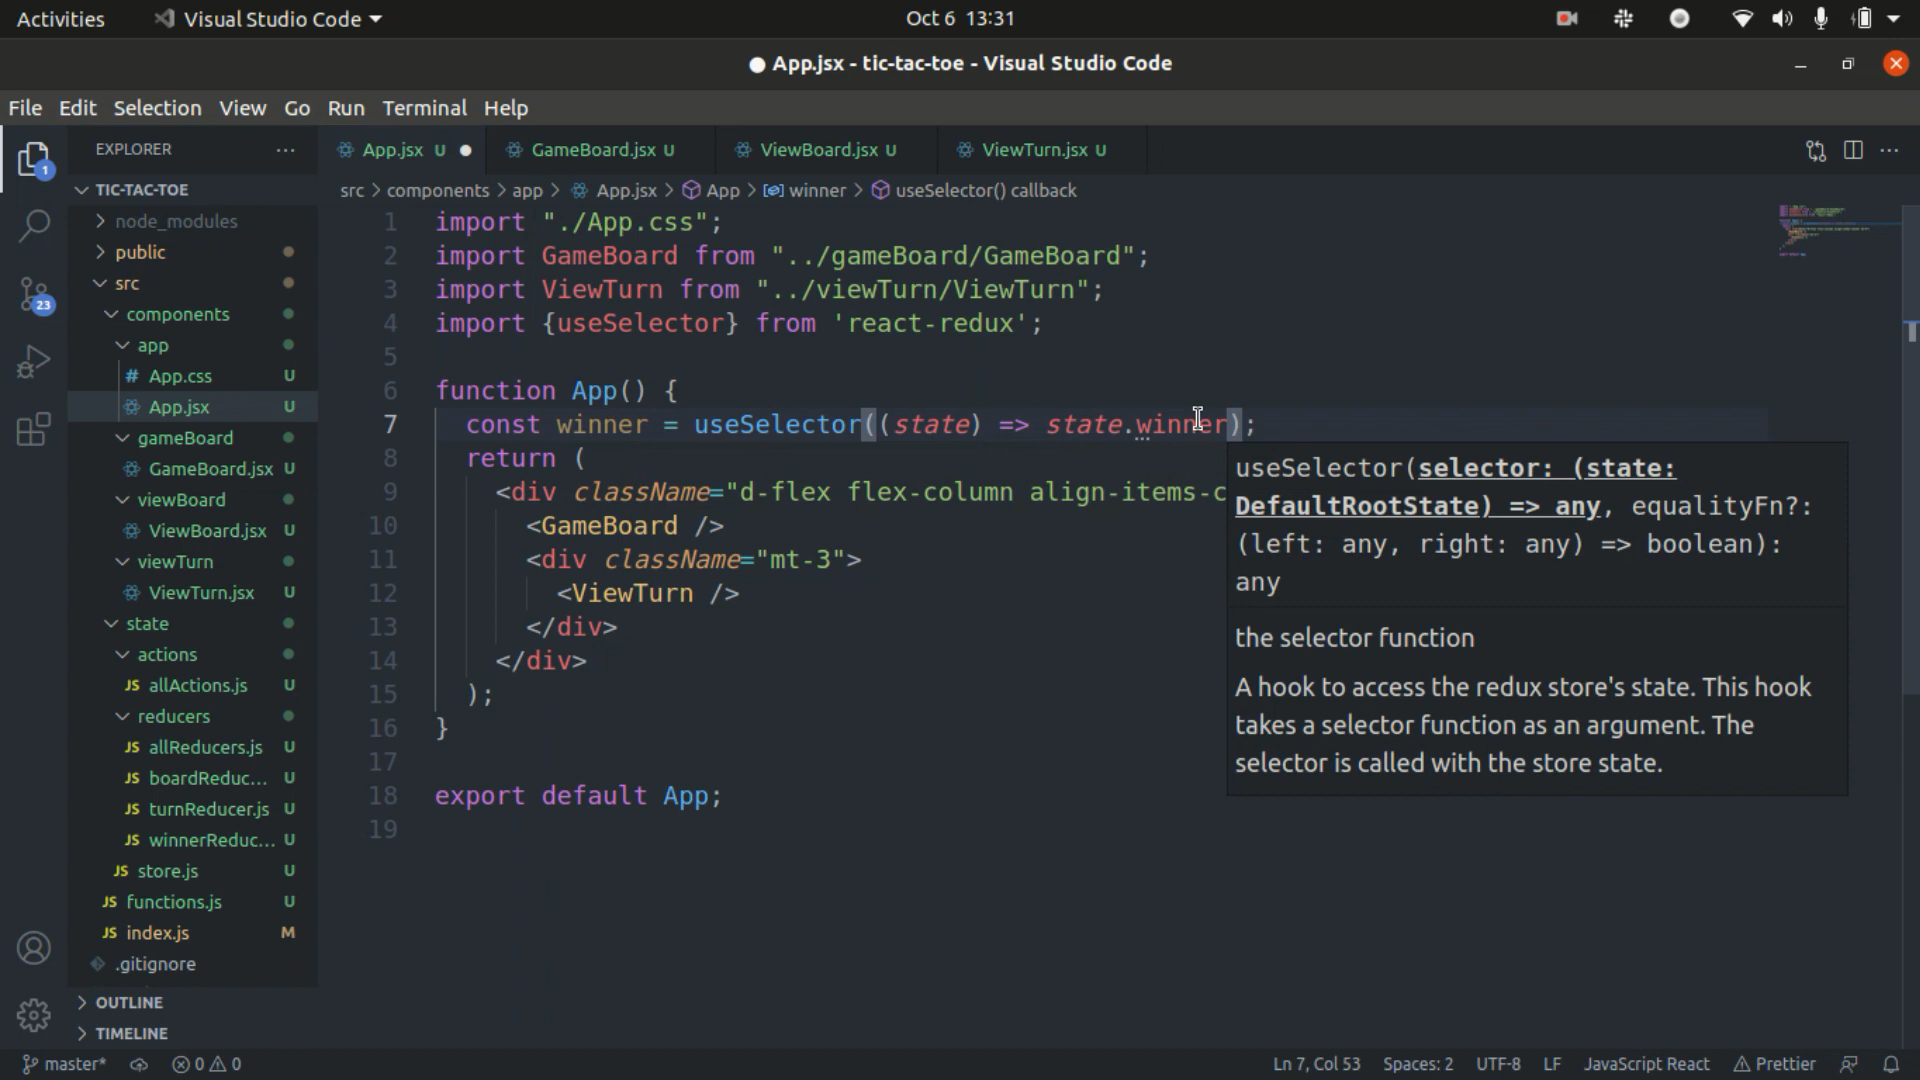 Activities
Visual Studio Code
Oct 6 13:31
App.jsx - tic-tac-toe - Visual Studio Code
File Edit Selection View Go Run Terminal Help
1
23
EXPLORER
TIC-TAC-TOE
node_modules
public
src
components
app
# App.css U
App.jsx U
gameBoard
GameBoard.jsx U
viewBoard
ViewBoard.jsx U
viewTurn
ViewTurn.jsx U
state
actions
JS allActions.js U
reducers
JS allReducers.js U
JS boardReduc... U
JS turnReducer.js U
JS winnerReduc... U
JS store.js U
JS functions.js U
JS index.js M
.gitignore
OUTLINE
TIMELINE
App.jsx U
GameBoard.jsx U
ViewBoard.jsx U
ViewTurn.jsx U
src > components > app > App.jsx > App > winner > useSelector() callback
1 import "./App.css";
2 import GameBoard from "../gameBoard/GameBoard";
3 import ViewTurn from "../viewTurn/ViewTurn";
4 import {useSelector} from 'react-redux';
5
6 function App() {
7 const winner = useSelector((state) => state.winner);
8 return (
9 <div className="d-flex flex-column align-items-c
10 <GameBoard />
11 <div className="mt-3">
12 <ViewTurn />
13 </div>
14 </div>
15 );
16 }
17
18 export default App;
19
useSelector(selector: (state:
DefaultRootState) => any, equalityFn?:
(left: any, right: any) => boolean):
any
the selector function
A hook to access the redux store's state. This hook
takes a selector function as an argument. The
selector is called with the store state.
master*
0 0
Ln 7, Col 53
Spaces: 2
UTF-8
LF
JavaScript React
Prettier